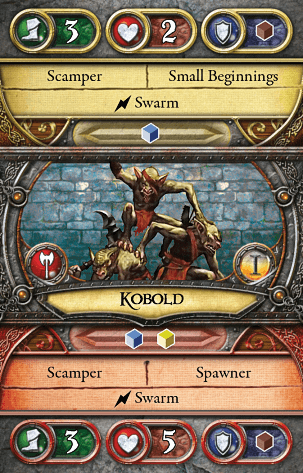 3 2
Scamper Small Beginnings
Swarm
KOBOLD
I
Scamper Spawner
Swarm
3 5